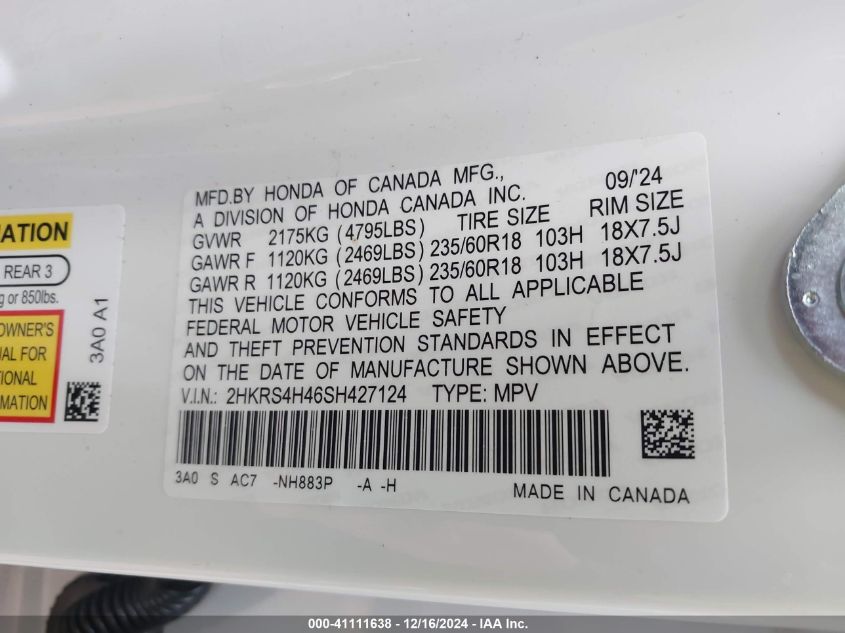 MFD.BY HONDA OF CANADA MFG., 09/'24
A DIVISION OF HONDA CANADA INC. TIRE SIZE RIM SIZE
GVWR 2175KG (4795LBS)
GAWR F 1120KG (2469LBS) 235/60R18 103H 18X7.5J
GAWR R 1120KG (2469LBS) 235/60R18 103H 18X7.5J
THIS VEHICLE CONFORMS TO ALL APPLICABLE
FEDERAL MOTOR VEHICLE SAFETY
AND THEFT PREVENTION STANDARDS IN EFFECT
ON THE DATE OF MANUFACTURE SHOWN ABOVE.
V.I.N.: 2HKRS4H46SH427124 TYPE: MPV
3A0 S AC7 -NH883P -A -H
MADE IN CANADA
REAR 3
or 850lbs.
OWNER'S
FOR
3A0 A1
000-41111638 - 12/16/2024 - IAA Inc.